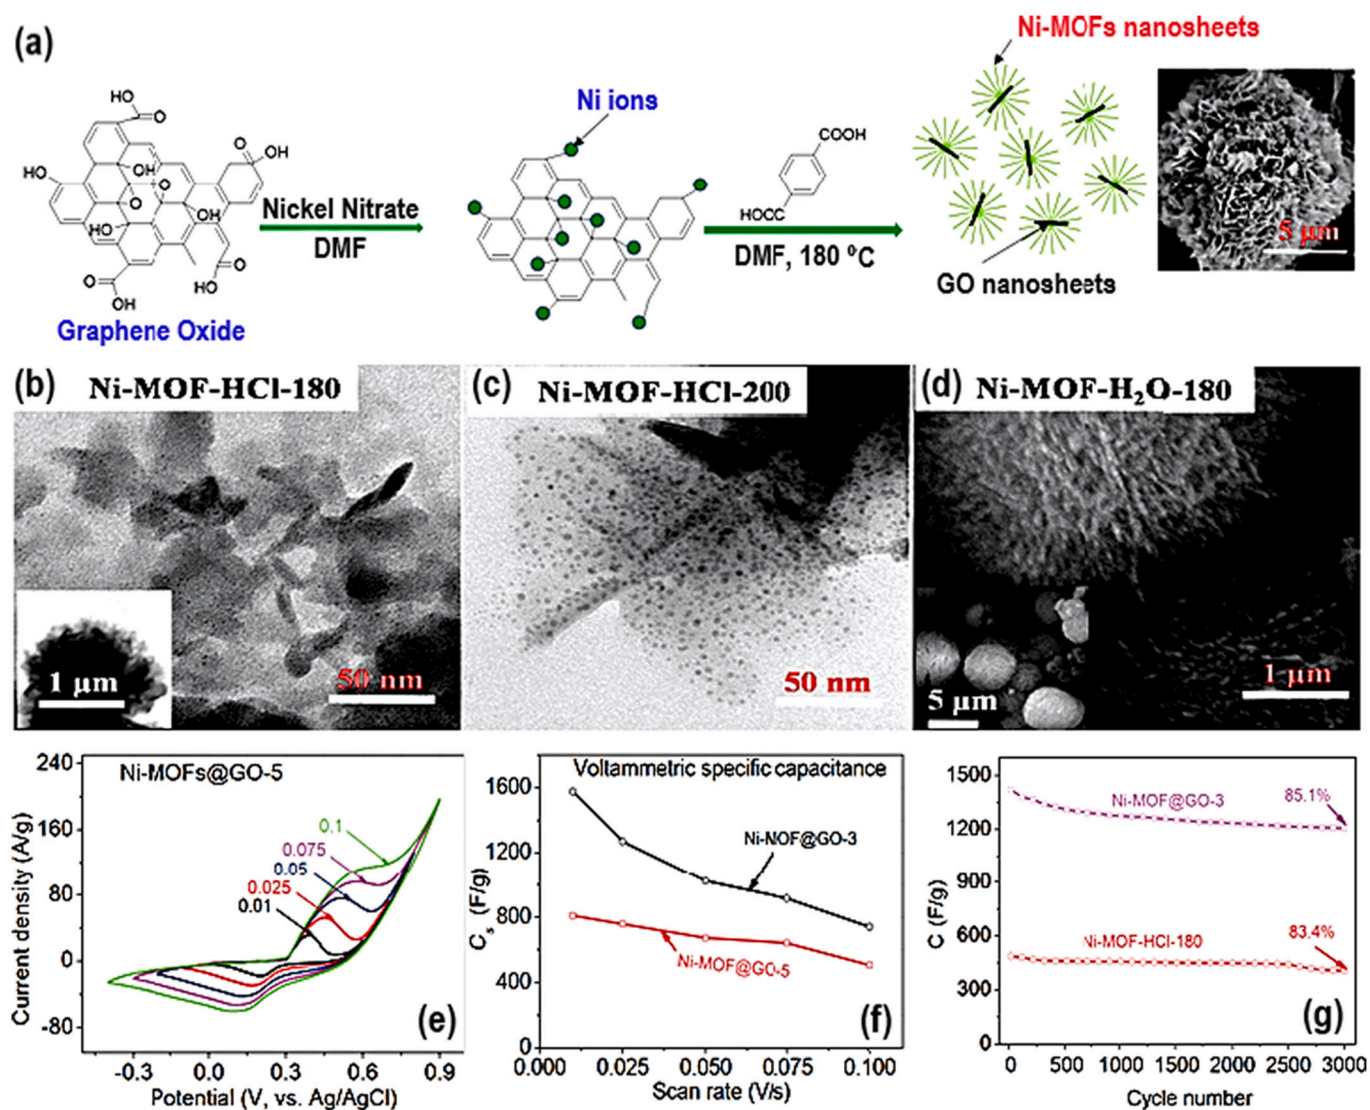 (a)
Ni-MOFs nanosheets
HO
O
O
OH
HO
OH
O
O
OH
HO
O
O
OH
O
OH
Nickel Nitrate
DMF
Graphene Oxide
Ni ions
COOH
HOOC
DMF, 180 ºC
GO nanosheets
5 µm
(b)
Ni-MOF-HCl-180
1 µm
50 nm
(c)
Ni-MOF-HCl-200
50 nm
(d)
Ni-MOF-H₂O-180
5 µm
1 µm
Ni-MOFs@GO-5
0.1
0.075
0.05
0.025
0.01
240
160
80
0
-80
Current density (A/g)
-0.3 0.0 0.3 0.6 0.9
Potential (V, vs. Ag/AgCl)
(e)
Voltammetric specific capacitance
Ni-MOF@GO-3
Ni-MOF@GO-5
1600
1200
800
400
0
Cₛ (F/g)
0.000 0.025 0.050 0.075 0.100
Scan rate (V/s)
(f)
Ni-MOF@GO-3
85.1%
Ni-MOF-HCl-180
83.4%
1500
1200
900
600
300
0
C (F/g)
0 500 1000 1500 2000 2500 3000
Cycle number
(g)